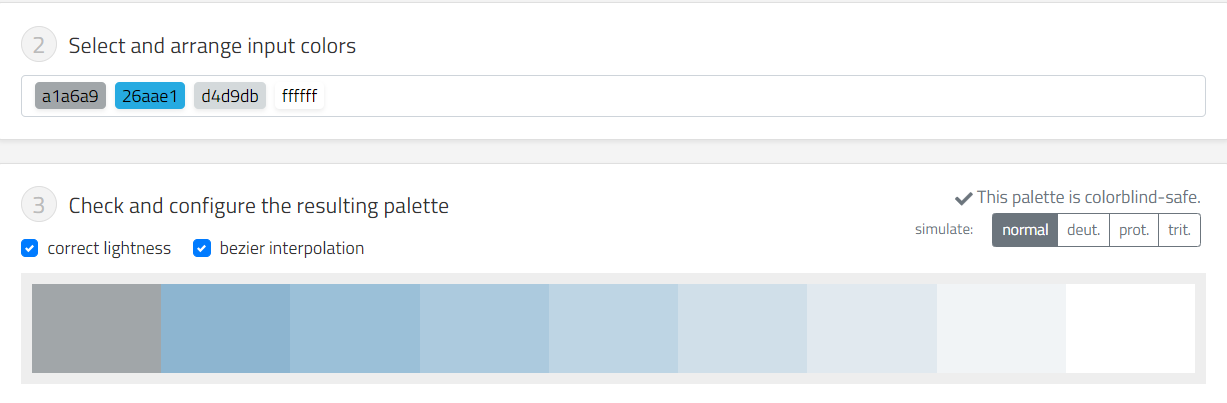 2 Select and arrange input colors
a1a6a9 26aae1 d4d9db ffffff
3 Check and configure the resulting palette
This palette is colorblind-safe.
simulate: normal deut. prot. trit.
correct lightness bezier interpolation